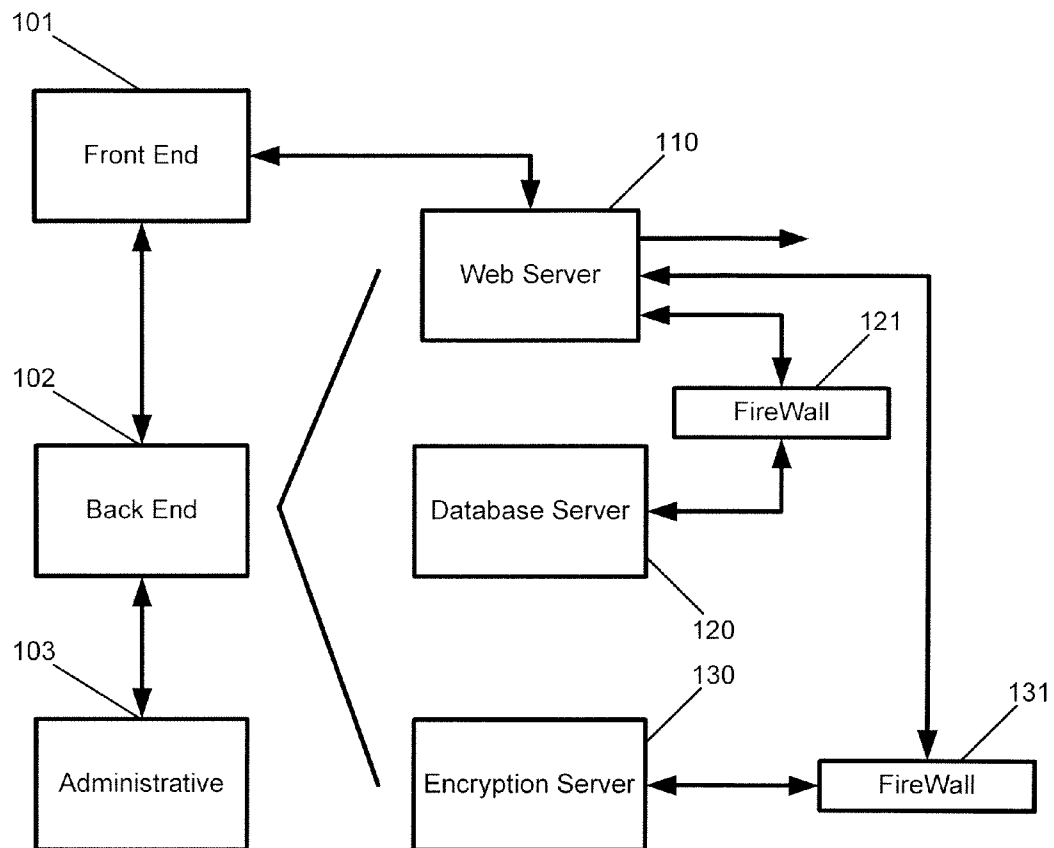 101
Front End
110
Web Server
121
FireWall
102
Back End
Database Server
120
103
130
131
Administrative
Encryption Server
FireWall